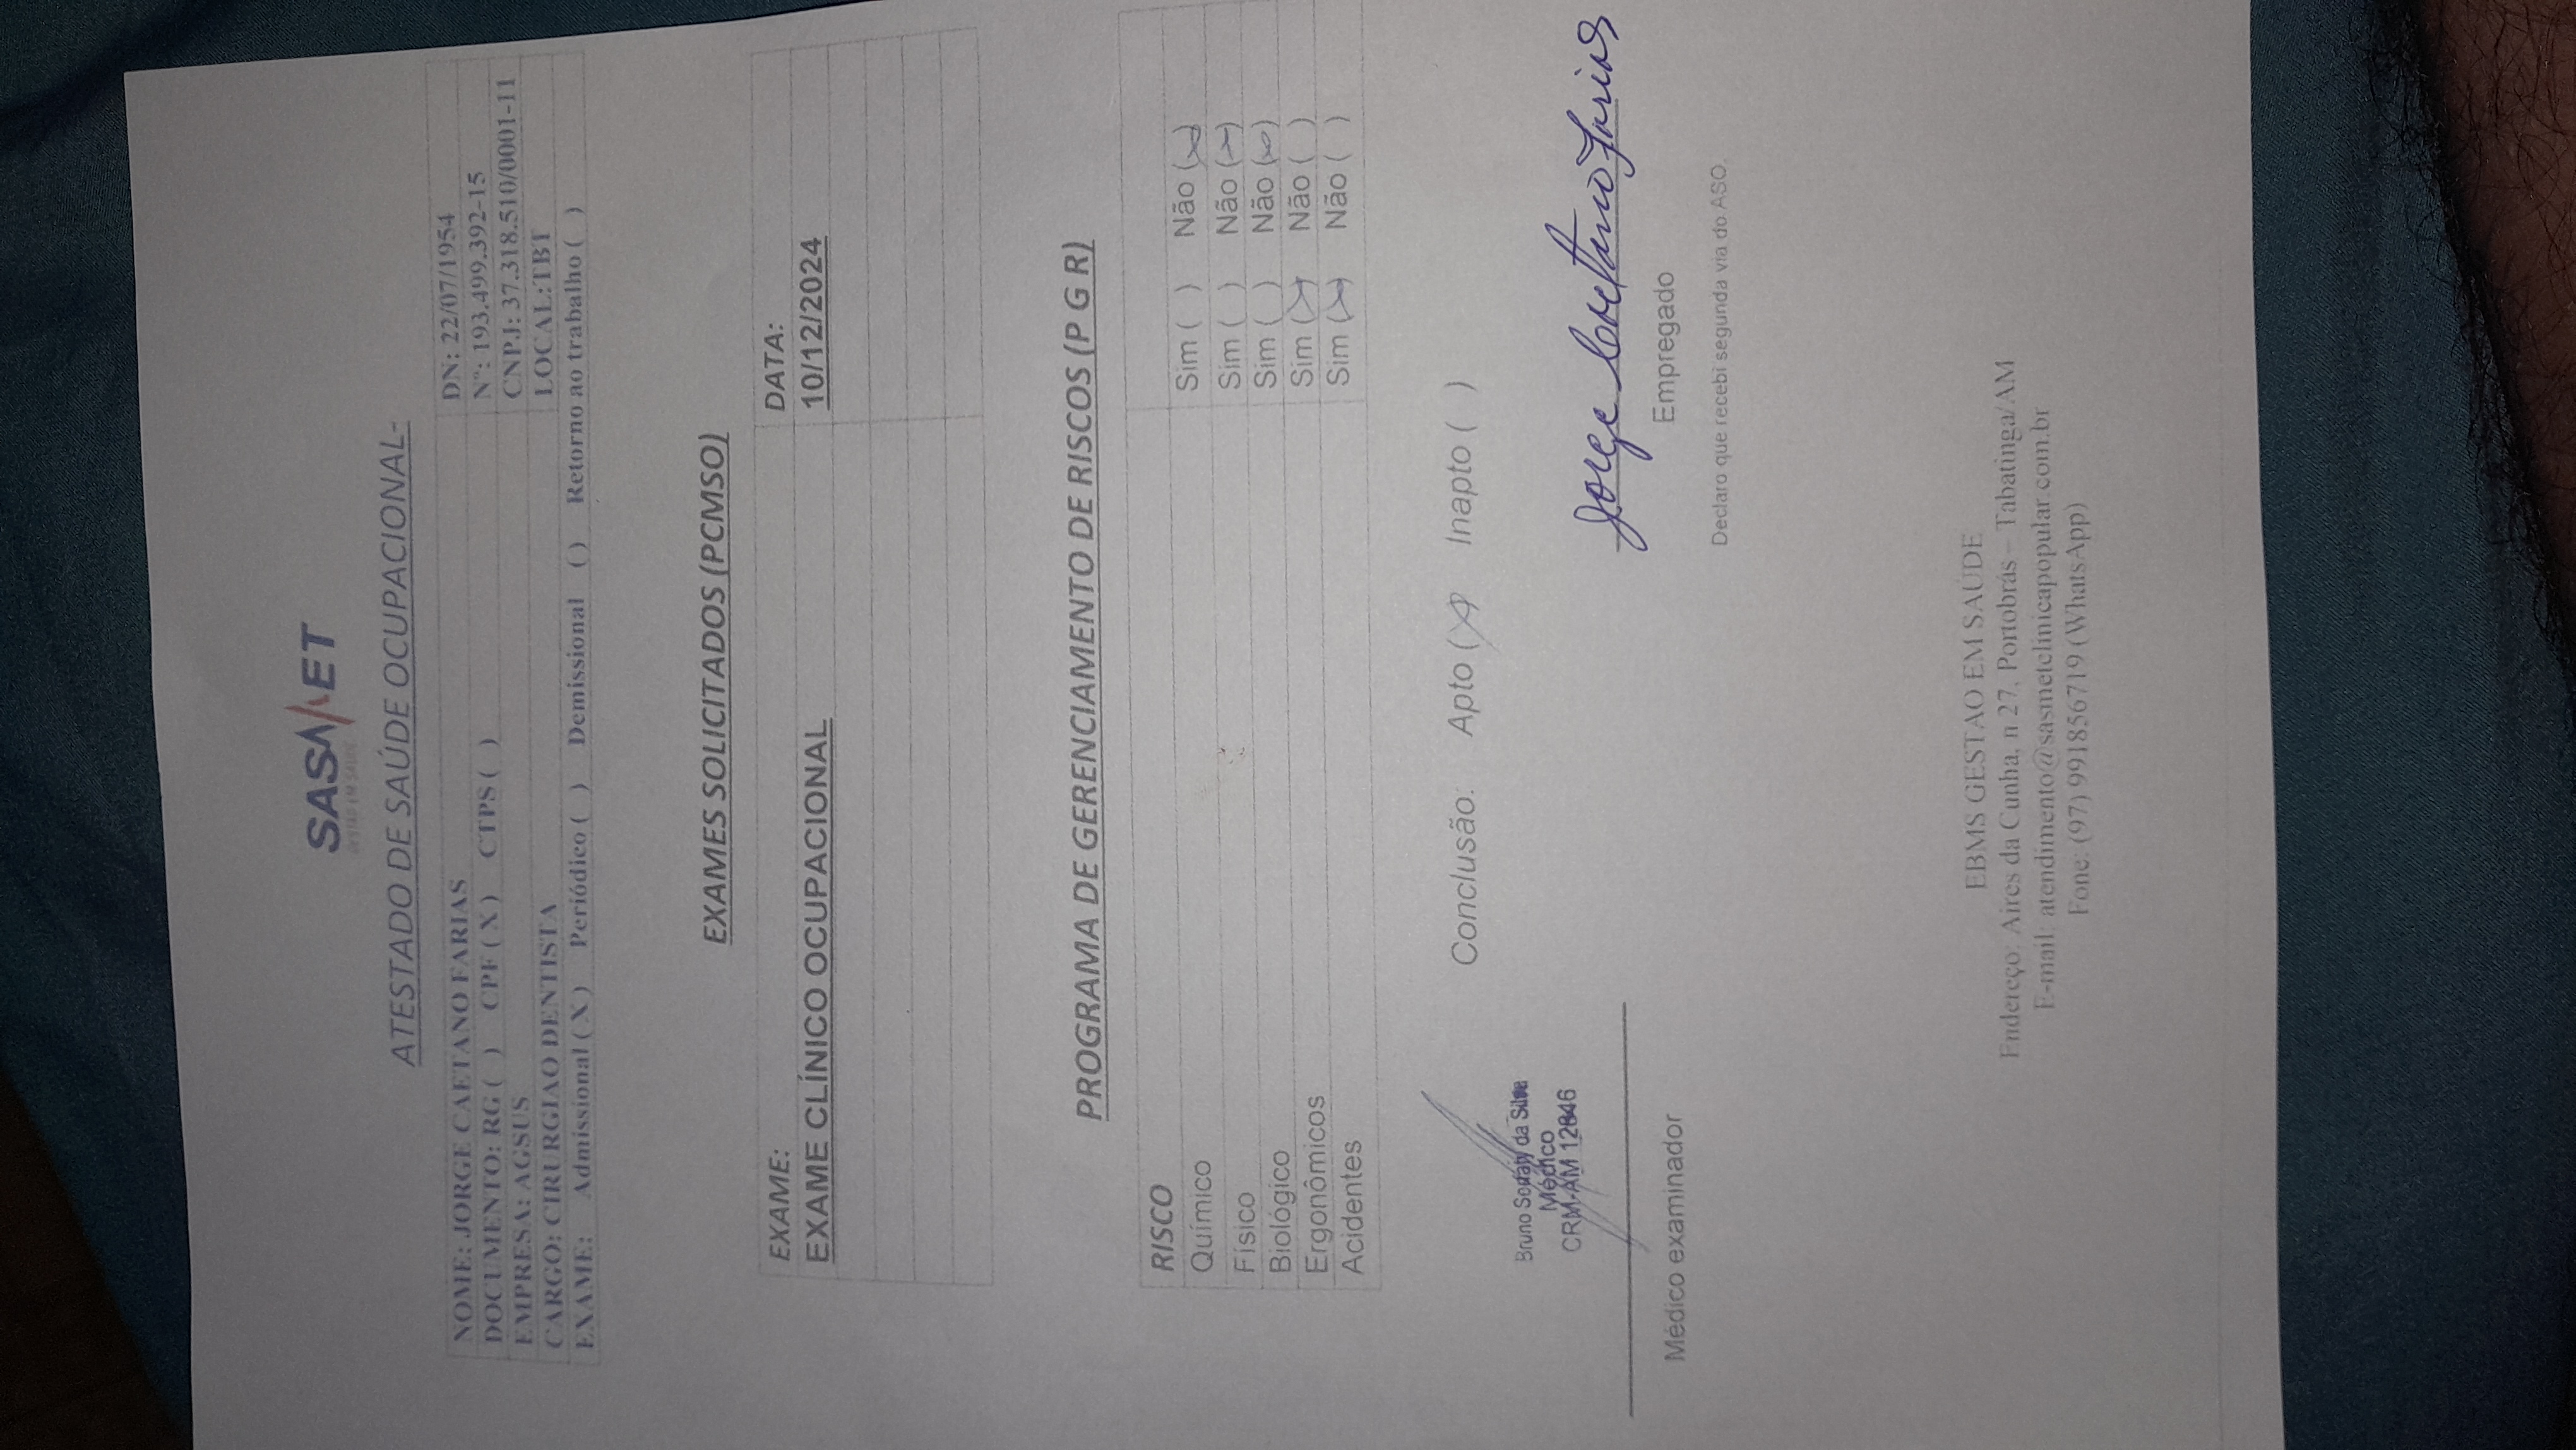 SASMET
GESTÃO EM SAÚDE
ATESTADO DE SAÚDE OCUPACIONAL-
NOME: JORGE CAETANO FARIAS DN: 22/07/1954
DOCUMENTO: RG ( ) CPF ( X ) CTPS ( ) Nº: 193.499.392-15
EMPRESA: AGSUS CNPJ: 37.318.510/0001-11
CARGO: CIRURGIAO DENTISTA LOCAL:TBT
EXAME: Admissional ( X ) Periódico ( ) Demissional ( ) Retorno ao trabalho ( )
EXAMES SOLICITADOS (PCMSO)
EXAME: DATA:
EXAME CLÍNICO OCUPACIONAL 10/12/2024
PROGRAMA DE GERENCIAMENTO DE RISCOS (P G R)
RISCO
Químico Sim ( ) Não (X)
Físico Sim ( ) Não (X)
Biológico Sim ( ) Não (X)
Ergonômicos Sim (X) Não ( )
Acidentes Sim (X) Não ( )
Conclusão: Apto (X) Inapto ( )
Bruno da Silva
Médico
CRM-AM 12846
Jorge Caetano Farias
Médico examinador Empregado
Declaro que recebi segunda via do ASO.
EBMS GESTAO EM SAÚDE
Endereço: Aires da Cunha, n 27, Portobrás – Tabatinga/AM
E-mail: atendimento@sasmetclinicapopular.com.br
Fone: (97) 991856719 (WhatsApp)